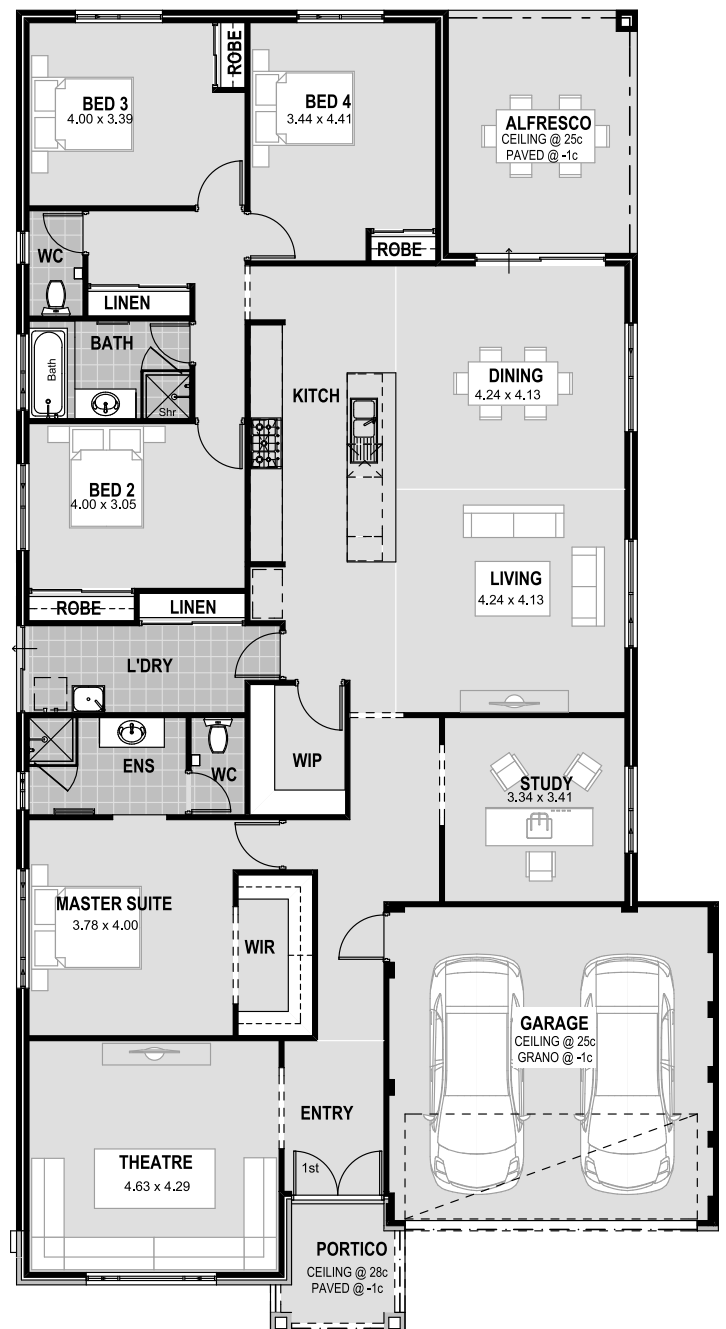 BED 3
4.00 x 3.39
ROBE
BED 4
3.44 x 4.41
ALFRESCO
CEILING @ 25c
PAVED @ -1c
WC
LINEN
ROBE
BATH
Bath
Shr
KITCH
DINING
4.24 x 4.13
BED 2
4.00 x 3.05
LIVING
4.24 x 4.13
ROBE
LINEN
L'DRY
ENS
WC
WIP
STUDY
3.34 x 3.41
MASTER SUITE
3.78 x 4.00
WIR
GARAGE
CEILING @ 25c
GRANO @ -1c
ENTRY
THEATRE
4.63 x 4.29
1st
PORTICO
CEILING @ 28c
PAVED @ -1c